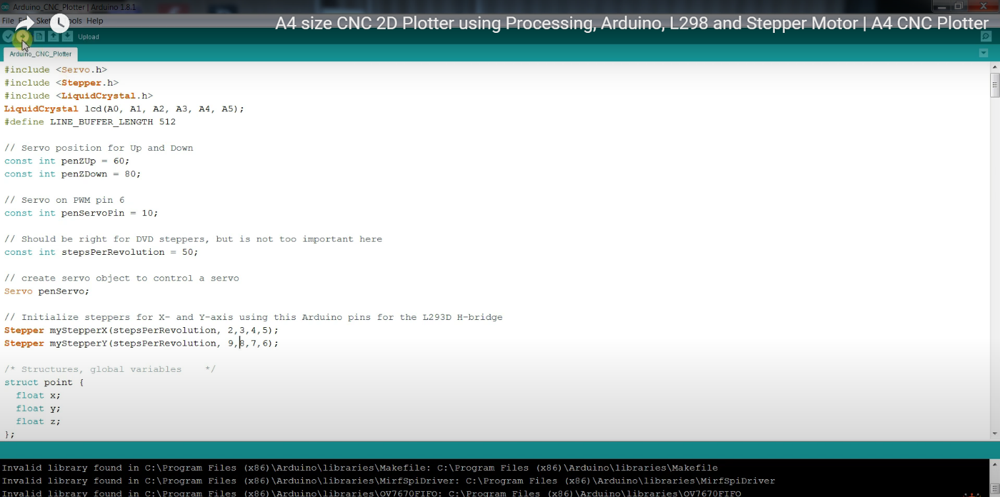 Arduino_CNC_Plotter | Arduino 1.8.1
A4 size CNC 2D Plotter using Processing, Arduino, L298 and Stepper Motor | A4 CNC Plotter
File Help
Upload
Arduino_CNC_Plotter
#include <Servo.h>
#include <Stepper.h>
#include <LiquidCrystal.h>
LiquidCrystal lcd(A0, A1, A2, A3, A4, A5);
#define LINE_BUFFER_LENGTH 512
// Servo position for Up and Down
const int penZUp = 60;
const int penZDown = 80;
// Servo on PWM pin 6
const int penServoPin = 10;
// Should be right for DVD steppers, but is not too important here
const int stepsPerRevolution = 50;
// create servo object to control a servo
Servo penServo;
// Initialize steppers for X- and Y-axis using this Arduino pins for the L293D H-bridge
Stepper myStepperX(stepsPerRevolution, 2,3,4,5);
Stepper myStepperY(stepsPerRevolution, 9,8,7,6);
/* Structures, global variables    */
struct point {
float x;
float y;
float z;
};
Invalid library found in C:\Program Files (x86)\Arduino\libraries\Makefile: C:\Program Files (x86)\Arduino\libraries\Makefile
Invalid library found in C:\Program Files (x86)\Arduino\libraries\MirfSpiDriver: C:\Program Files (x86)\Arduino\libraries\MirfSpiDriver
Invalid library found in C:\Program Files (x86)\Arduino\libraries\OV7670FIFO: C:\Program Files (x86)\Arduino\libraries\OV7670FIFO